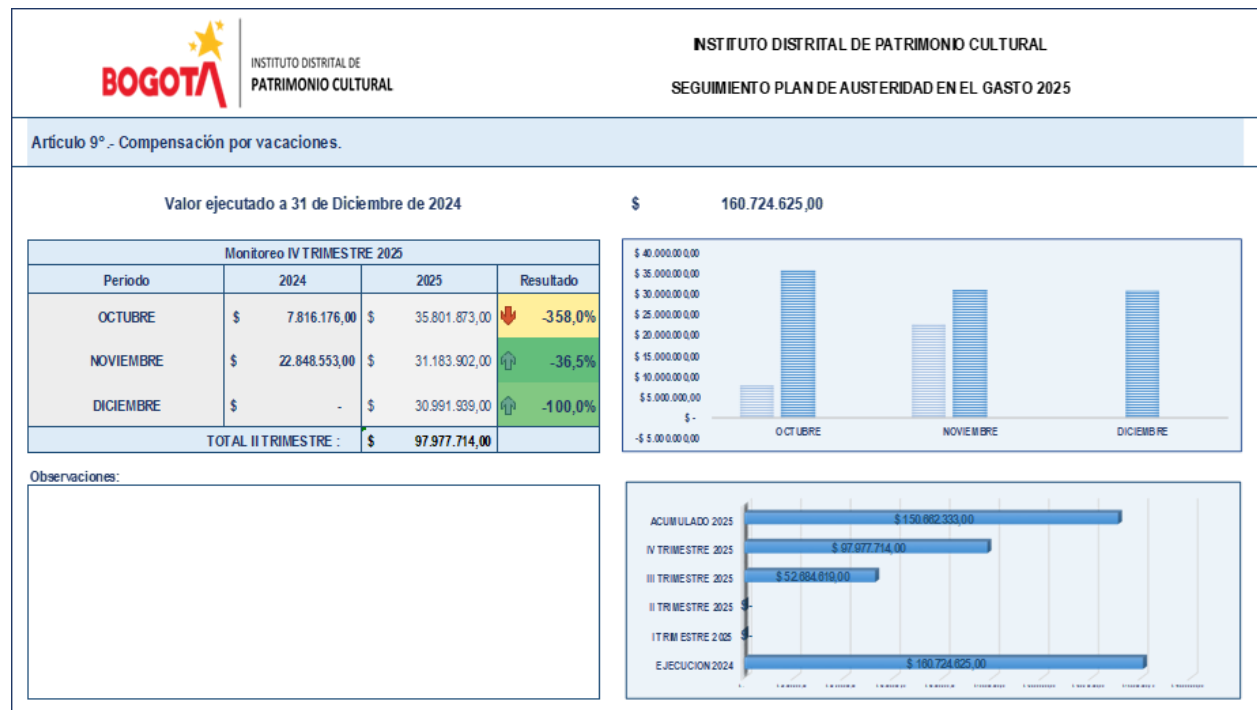 INSTITUTO DISTRITAL DE PATRIMONIO CULTURAL
BOGOTÁ
INSTITUTO DISTRITAL DE
PATRIMONIO CULTURAL
SEGUIMIENTO PLAN DE AUSTERIDAD EN EL GASTO 2025
Artículo 9°.- Compensación por vacaciones.
Valor ejecutado a 31 de Diciembre de 2024 $ 160.724.625,00
Monitoreo IV TRIMESTRE 2025
Periodo 2024 2025 Resultado
OCTUBRE $ 7.816.176,00 $ 35.801.873,00 -358,0%
NOVIEMBRE $ 22.848.553,00 $ 31.183.902,00 -36,5%
DICIEMBRE $ - $ 30.991.939,00 -100,0%
TOTAL II TRIMESTRE : $ 97.977.714,00
$ 40.000.000,00
$ 35.000.000,00
$ 30.000.000,00
$ 25.000.000,00
$ 20.000.000,00
$ 15.000.000,00
$ 10.000.000,00
$ 5.000.000,00
$ -
-$ 5.000.000,00
OCTUBRE NOVIEMBRE DICIEMBRE
Observaciones:
ACUMULADO 2025 $ 150.662.333,00
IV TRIMESTRE 2025 $ 97.977.714,00
III TRIMESTRE 2025 $ 52.684.619,00
II TRIMESTRE 2025 $-
I TRIMESTRE 2025 $-
EJECUCION 2024 $ 160.724.625,00